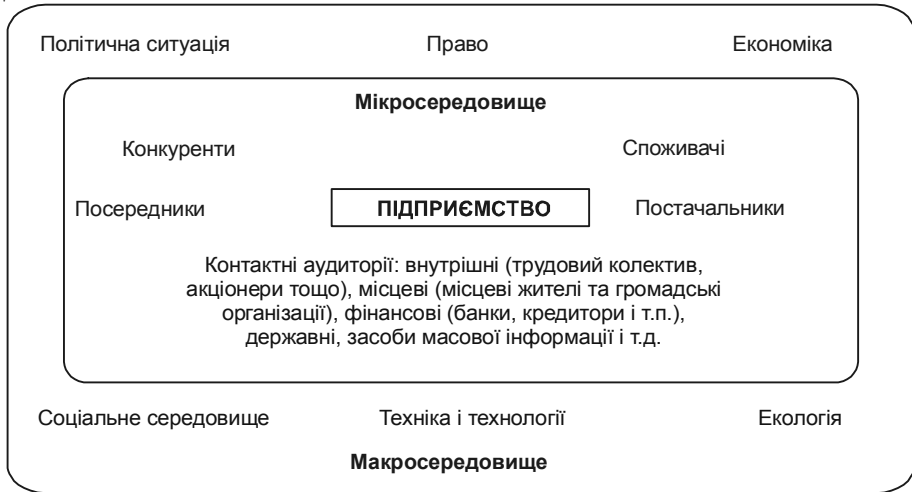 Політична ситуація Право Економіка
Мікросередовище
Конкуренти Споживачі
Посередники ПІДПРИЄМСТВО Постачальники
Контактні аудиторії: внутрішні (трудовий колектив,
акціонери тощо), місцеві (місцеві жителі та громадські
організації), фінансові (банки, кредитори і т.п.),
державні, засоби масової інформації і т.д.
Соціальне середовище Техніка і технології Екологія
Макросередовище